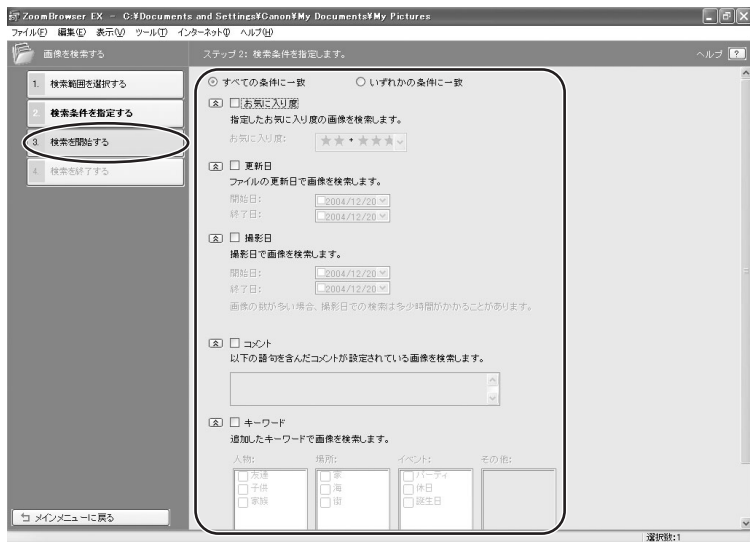 ZoomBrowser EX - C:¥Documents and Settings¥Canon¥My Documents¥My Pictures
ファイル(F) 編集(E) 表示(V) ツール(T) インターネット(I) ヘルプ(H)
画像を検索する
ステップ2: 検索条件を指定します。
ヘルプ ?
1. 検索範囲を選択する
2. 検索条件を指定する
3. 検索を開始する
4. 検索を終了する
すべての条件に一致 いずれかの条件に一致
お気に入り度
指定したお気に入り度の画像を検索します。
お気に入り度:
更新日
ファイルの更新日で画像を検索します。
開始日: 2004/12/20
終了日: 2004/12/20
撮影日
撮影日で画像を検索します。
開始日: 2004/12/20
終了日: 2004/12/20
画像の数が多い場合、撮影日での検索は多少時間がかかることがあります。
コメント
以下の語句を含んだコメントが設定されている画像を検索します。
キーワード
追加したキーワードで画像を検索します。
人物: 場所: イベント: その他:
友達 家 パーティ
子供 海 休日
家族 街 誕生日
メインメニューに戻る
選択数:1